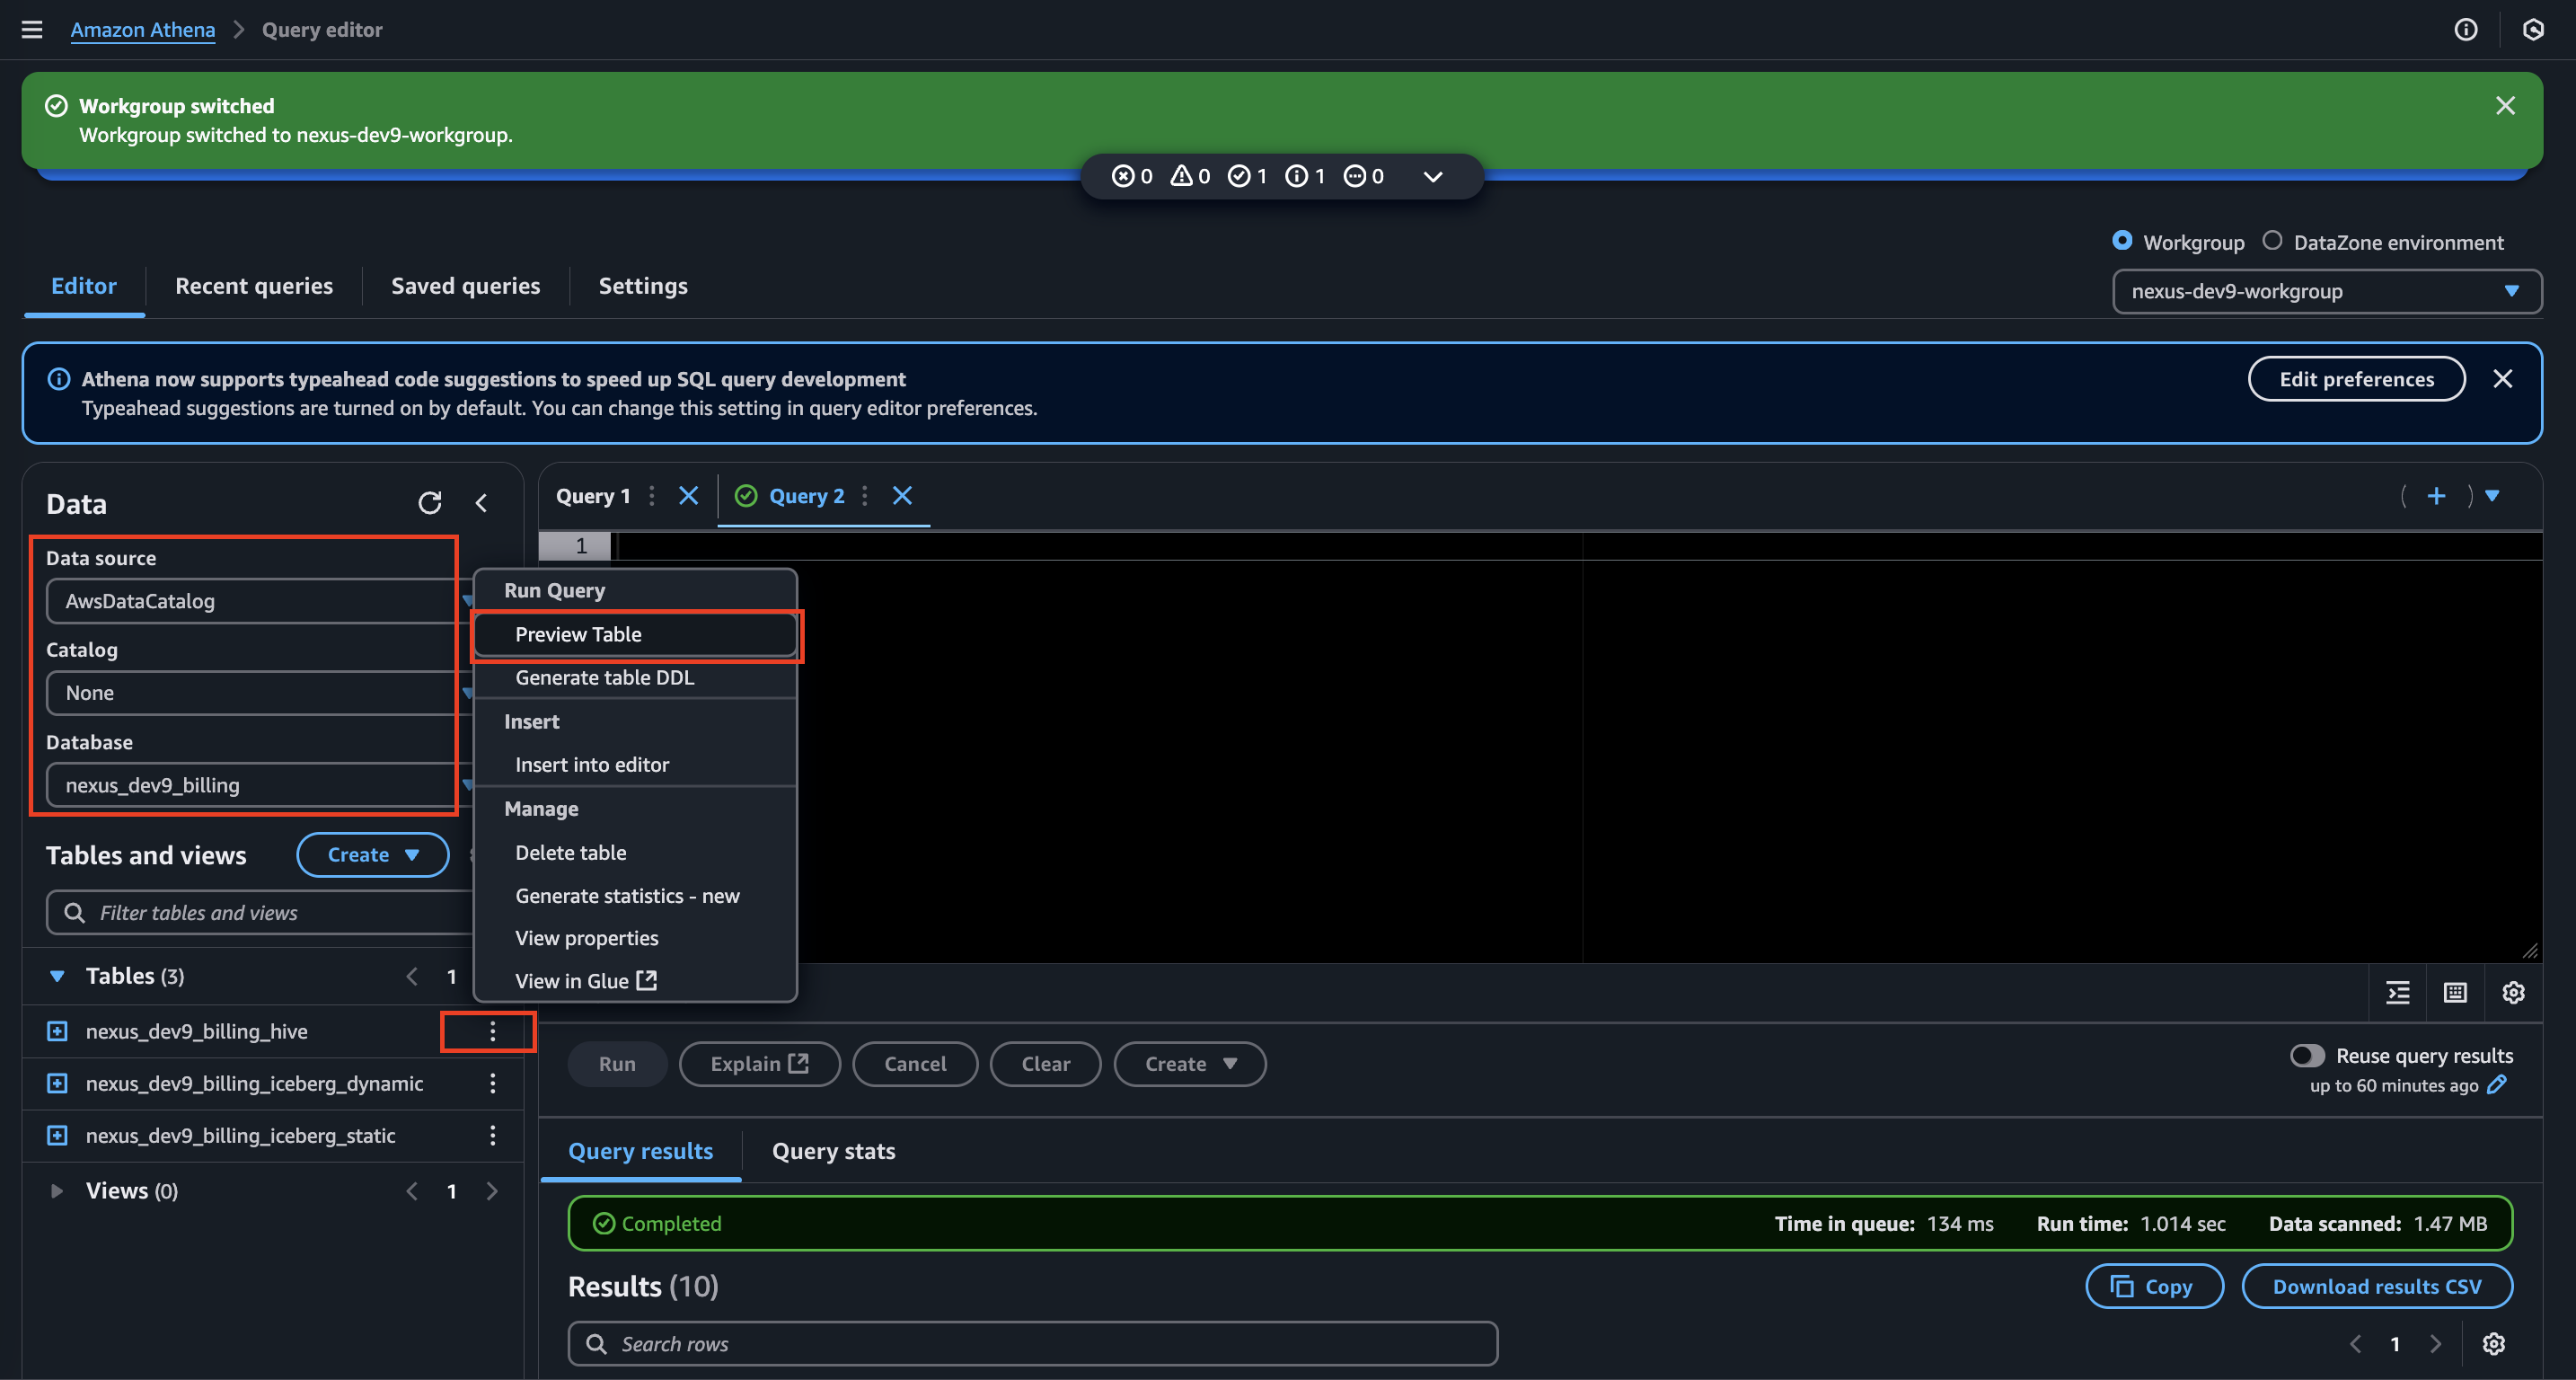 Amazon Athena > Query editor
Workgroup switched
Workgroup switched to nexus-dev9-workgroup.
0 0 1 1 0
Workgroup DataZone environment
nexus-dev9-workgroup
Editor Recent queries Saved queries Settings
Athena now supports typeahead code suggestions to speed up SQL query development
Typeahead suggestions are turned on by default. You can change this setting in query editor preferences.
Edit preferences
Data
Data source
AwsDataCatalog
Catalog
None
Database
nexus_dev9_billing
Tables and views Create
Filter tables and views
Tables (3) 1
nexus_dev9_billing_hive
nexus_dev9_billing_iceberg_dynamic
nexus_dev9_billing_iceberg_static
Views (0) 1
Run Query
Preview Table
Generate table DDL
Insert
Insert into editor
Manage
Delete table
Generate statistics - new
View properties
View in Glue
Query 1 Query 2
1
Run Explain Cancel Clear Create
Reuse query results
up to 60 minutes ago
Query results Query stats
Completed Time in queue: 134 ms Run time: 1.014 sec Data scanned: 1.47 MB
Results (10) Copy Download results CSV
Search rows 1